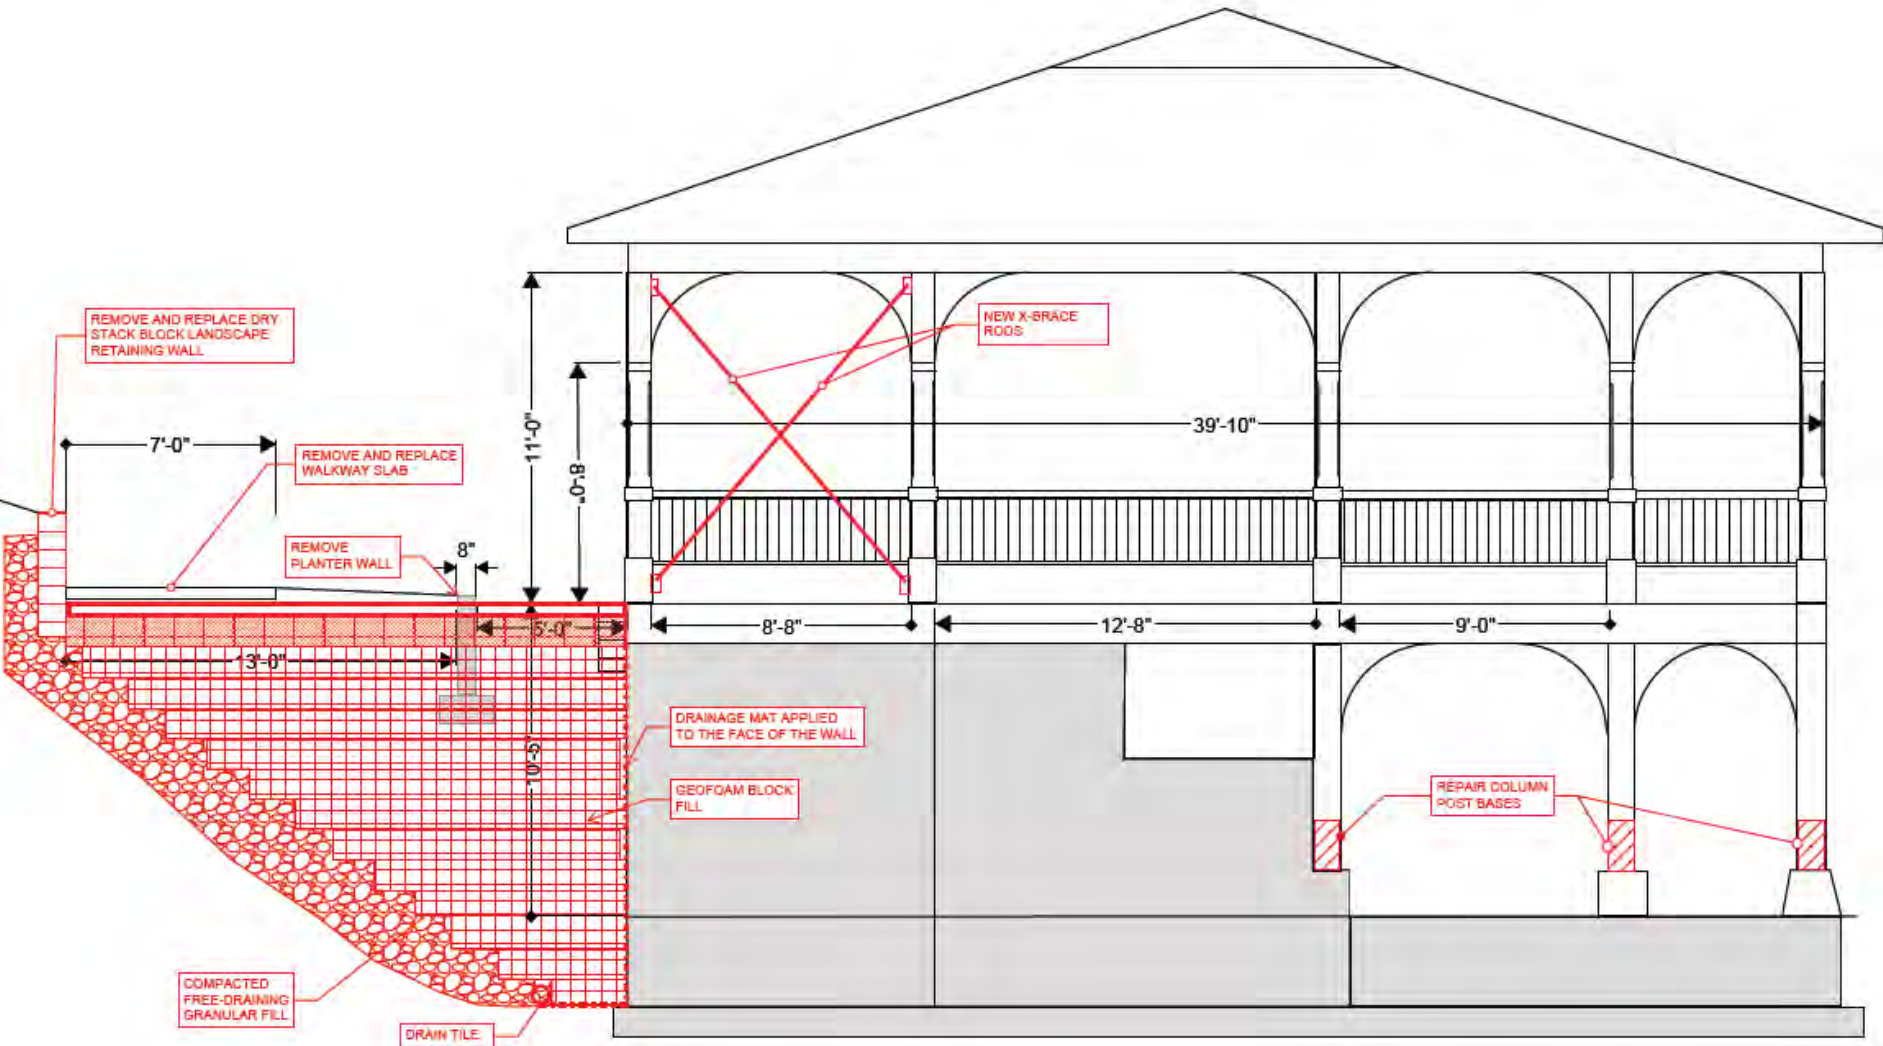 REMOVE AND REPLACE DRY
STACK BLOCK LANDSCAPE
RETAINING WALL
7'-0"
REMOVE AND REPLACE
WALKWAY SLAB
REMOVE
PLANTER WALL
8"
11'-0"
8'-0"
NEW X-BRACE
RODS
39'-10"
5'-0"
8'-8"
12'-8"
9'-0"
13'-0"
10'-5"
DRAINAGE MAT APPLIED
TO THE FACE OF THE WALL
GEOFOAM BLOCK
FILL
REPAIR COLUMN
POST BASES
COMPACTED
FREE-DRAINING
GRANULAR FILL
DRAIN TILE